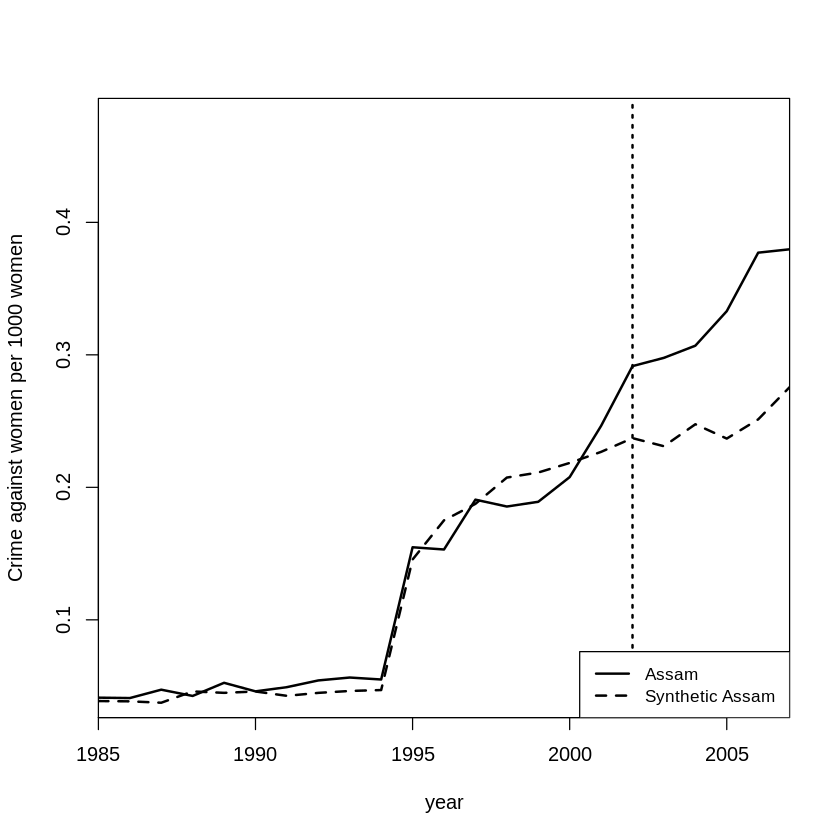 Crime against women per 1000 women
0.4
0.3
0.2
0.1
Assam
Synthetic Assam
1985 1990 1995 2000 2005
year